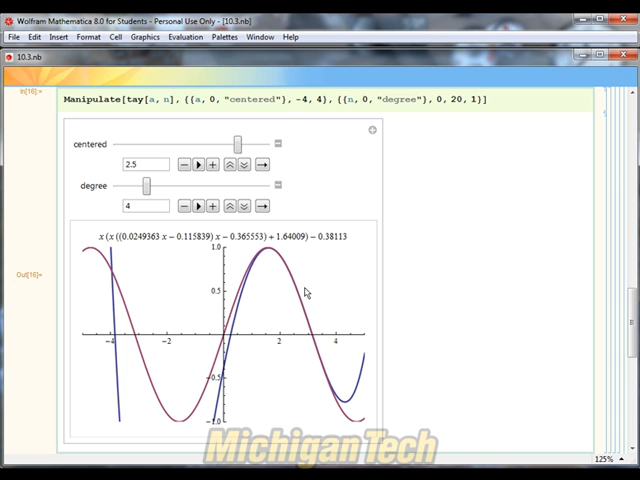 Wolfram Mathematica 8.0 for Students - Personal Use Only - [10.3.nb]
File Edit Insert Format Cell Graphics Evaluation Palettes Window Help
10.3.nb
In[16]:=
Manipulate[tay[a, n], {{a, 0, "centered"}, -4, 4}, {{n, 0, "degree"}, 0, 20, 1}]
centered
2.5
degree
4
x (x ((0.0249363 x - 0.115839) x - 0.365553) + 1.64009) - 0.38113
1.0
0.5
Out[16]=
-4 -2 2 4
-0.5
-1.0
MichiganTech
125%